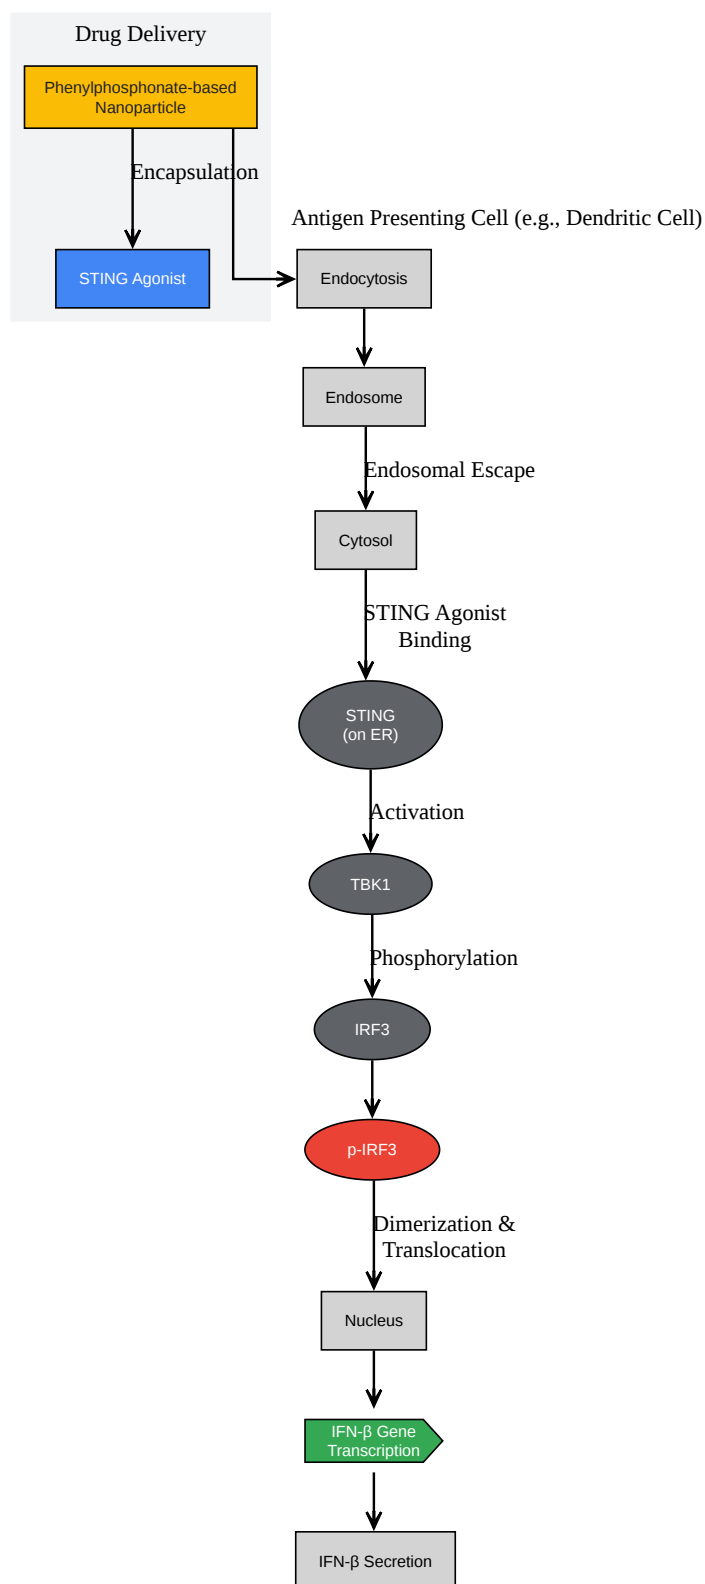 Drug Delivery
Phenylphosphonate-based
Nanoparticle
Encapsulation
STING Agonist
Antigen Presenting Cell (e.g., Dendritic Cell)
Endocytosis
Endosome
Endosomal Escape
Cytosol
STING Agonist
Binding
STING
(on ER)
Activation
TBK1
Phosphorylation
IRF3
p-IRF3
Dimerization &
Translocation
Nucleus
IFN-β Gene
Transcription
IFN-β Secretion